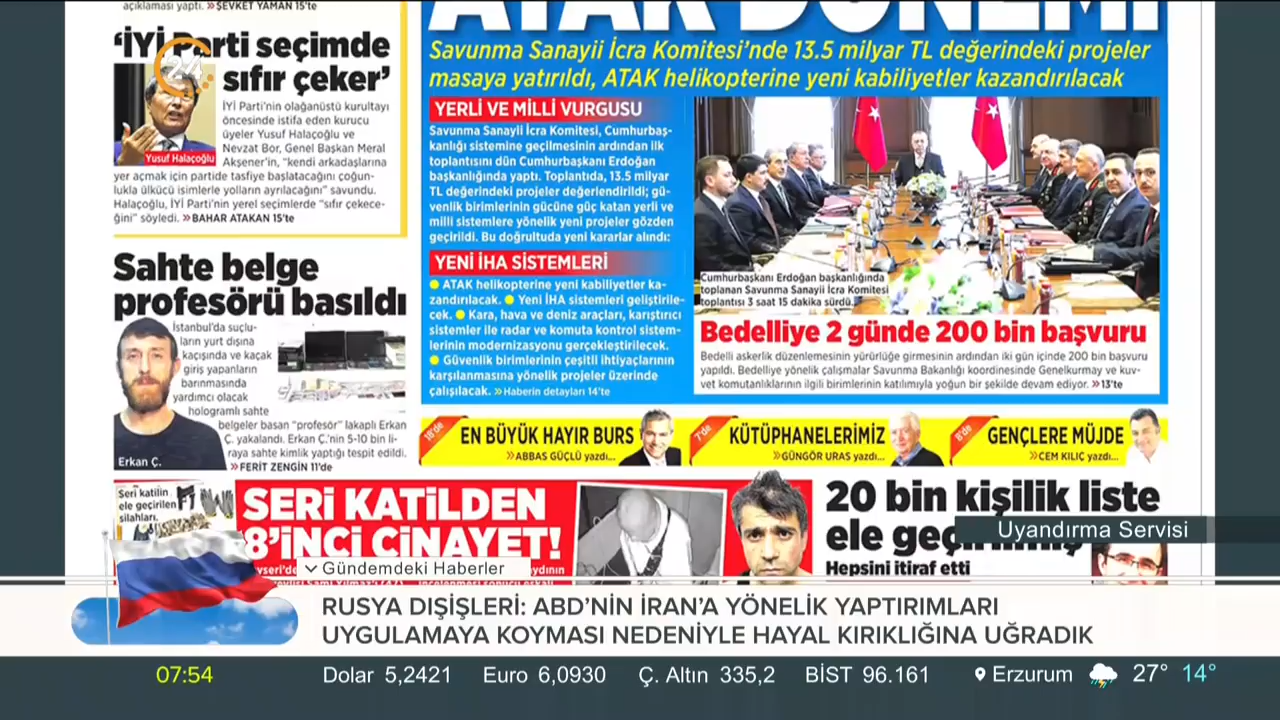 açıklaması yaptı. »ŞEVKET YAMAN 15'te
'İYİ Parti seçimde
sıfır çeker'
24
Yusuf Halaçoğlu
İYİ Parti'nin olağanüstü kurultayı
öncesinde istifa eden kurucu
üyeler Yusuf Halaçoğlu ve
Nevzat Bor, Genel Başkan Meral
Akşener'in, "kendi arkadaşlarına
yer açmak için partide tasfiye başlatacağını çoğun-
lukla ülkücü isimlerle yolların ayrılacağını" savundu.
Halaçoğlu, İYİ Parti'nin yerel seçimlerde "sıfır çekece-
ğini" söyledi. »BAHAR ATAKAN 15'te
Sahte belge
profesörü basıldı
İstanbul'da suçlu-
ların yurt dışına
kaçışında ve kaçak
giriş yapanların
barınmasında
yardımcı olacak
hologramlı sahte
belgeler basan "profesör" lakaplı Erkan
Ç. yakalandı. Erkan Ç.'nin 5-10 bin li-
raya sahte kimlik yaptığı tespit edildi.
»FERİT ZENGİN 11'de
Erkan Ç.
ATAK DÖNEMİ
Savunma Sanayii İcra Komitesi'nde 13.5 milyar TL değerindeki projeler
masaya yatırıldı, ATAK helikopterine yeni kabiliyetler kazandırılacak
YERLİ VE MİLLİ VURGUSU
Savunma Sanayii İcra Komitesi, Cumhurbaş-
kanlığı sistemine geçilmesinin ardından ilk
toplantısını dün Cumhurbaşkanı Erdoğan
başkanlığında yaptı. Toplantıda, 13.5 milyar
TL değerindeki projeler değerlendirildi; gü-
venlik birimlerinin gücüne güç katan yerli ve
milli sistemlere yönelik yeni projeler gözden
geçirildi. Bu doğrultuda yeni kararlar alındı:
YENİ İHA SİSTEMLERİ
● ATAK helikopterine yeni kabiliyetler ka-
zandırılacak. ● Yeni İHA sistemleri geliştirile-
cek. ● Kara, hava ve deniz araçları, karıştırıcı
sistemler ile radar ve komuta kontrol sistem-
lerinin modernizasyonu gerçekleştirilecek.
● Güvenlik birimlerinin çeşitli ihtiyaçlarının
karşılanmasına yönelik projeler üzerinde
çalışılacak. »Haberin detayları 14'te
Cumhurbaşkanı Erdoğan başkanlığında
toplanan Savunma Sanayii İcra Komitesi
toplantısı 3 saat 15 dakika sürdü.
Bedelliye 2 günde 200 bin başvuru
Bedelli askerlik düzenlemesinin yürürlüğe girmesinin ardından iki gün içinde 200 bin başvuru
yapıldı. Bedelliye yönelik çalışmalar Savunma Bakanlığı koordinesinde Genelkurmay ve kuv-
vet komutanlıklarının ilgili birimlerinin katılımıyla yoğun bir şekilde devam ediyor. »13'te
18'de
EN BÜYÜK HAYIR BURS
»ABBAS GÜÇLÜ yazdı...
7'de
KÜTÜPHANELERİMİZ
»GÜNGÖR URAS yazdı...
8'de
GENÇLERE MÜJDE
»CEM KILIÇ yazdı...
Seri katilin
ele geçirilen
silahları.
SERİ KATİLDEN
8'İNCİ CİNAYET!
20 bin kişilik liste
ele geçirilmiş
Hepsini itiraf etti
Uyandırma Servisi
Gündemdeki Haberler
RUSYA DIŞİŞLERİ: ABD'NİN İRAN'A YÖNELİK YAPTIRIMLARI
UYGULAMAYA KOYMASI NEDENİYLE HAYAL KIRIKLIĞINA UĞRADIK
07:54 Dolar 5,2421 Euro 6,0930 Ç. Altın 335,2 BİST 96.161 Erzurum 27° 14°